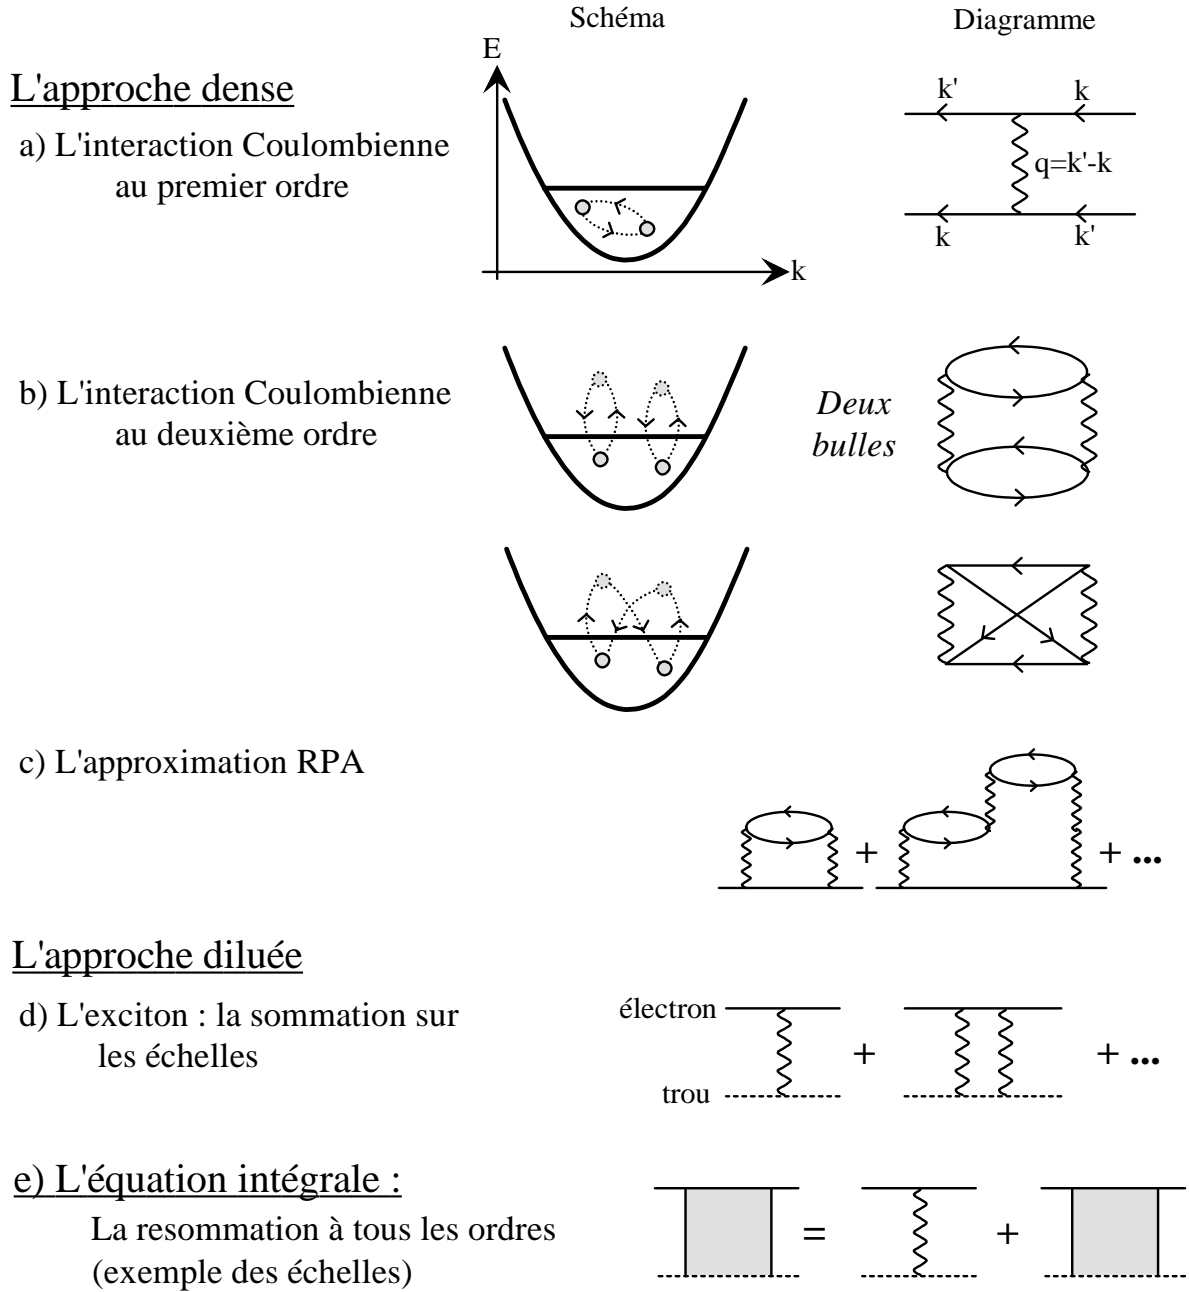 Schéma
Diagramme
E
L'approche dense
a) L'interaction Coulombienne
au premier ordre
k
k'
k
q=k'-k
k
k'
b) L'interaction Coulombienne
au deuxième ordre
Deux
bulles
c) L'approximation RPA
+
+ ...
L'approche diluée
d) L'exciton : la sommation sur
les échelles
électron
trou
+
+ ...
e) L'équation intégrale :
La resommation à tous les ordres
(exemple des échelles)
=
+